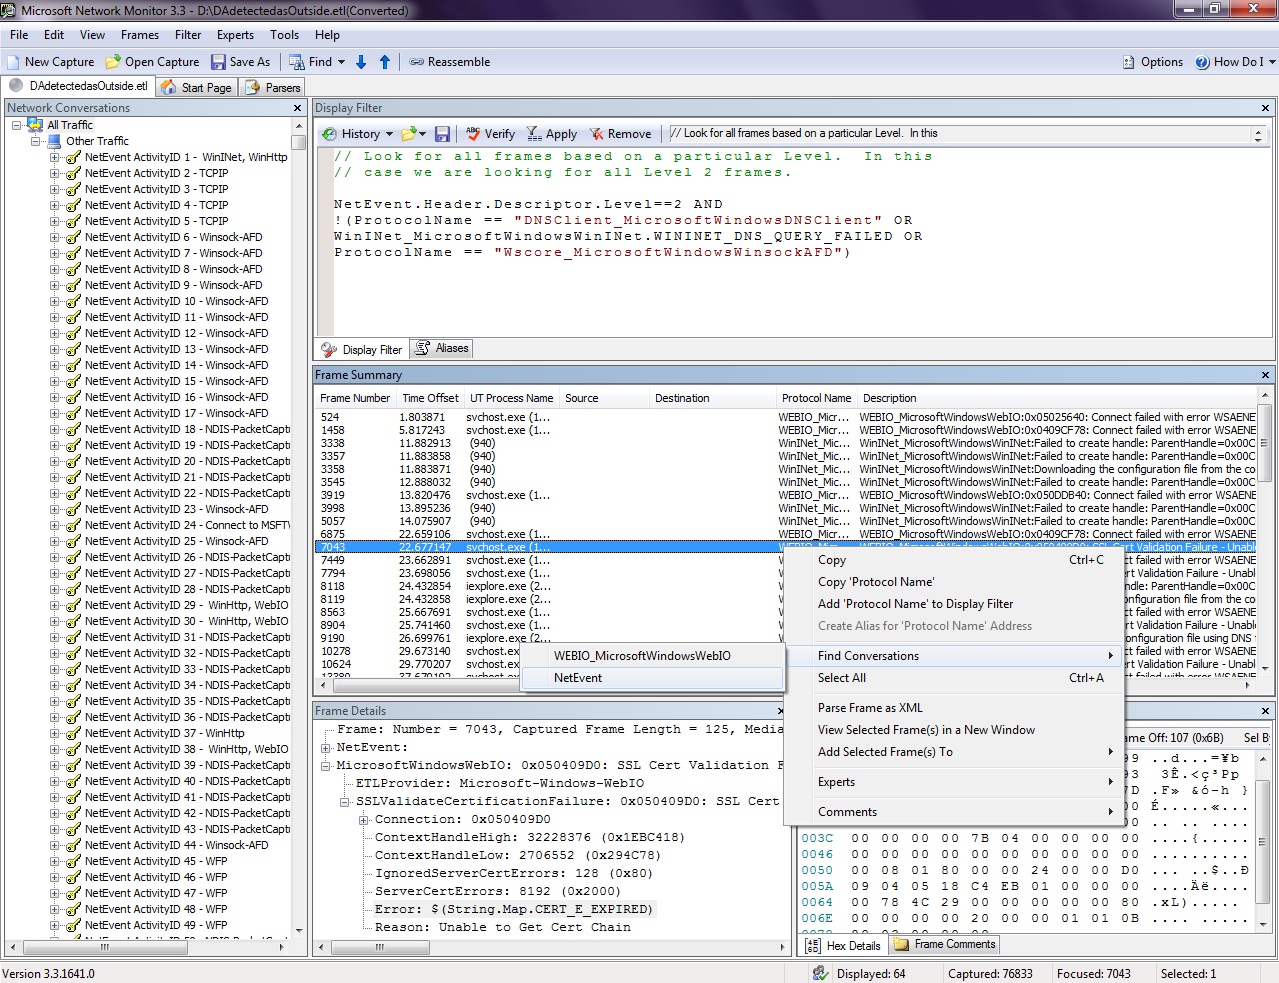 Microsoft Network Monitor 3.3 - D:\DAdetectedasOutside.etl(Converted)
File Edit View Frames Filter Experts Tools Help
New Capture Open Capture Save As Find Reassemble Options How Do I
DAdetectedasOutside.etl Start Page Parsers
Network Conversations
All Traffic
Other Traffic
NetEvent ActivityID 1 - WinINet, WinHttp
NetEvent ActivityID 2 - TCPIP
NetEvent ActivityID 3 - TCPIP
NetEvent ActivityID 4 - TCPIP
NetEvent ActivityID 5 - TCPIP
NetEvent ActivityID 6 - Winsock-AFD
NetEvent ActivityID 7 - Winsock-AFD
NetEvent ActivityID 8 - Winsock-AFD
NetEvent ActivityID 9 - Winsock-AFD
NetEvent ActivityID 10 - Winsock-AFD
NetEvent ActivityID 11 - Winsock-AFD
NetEvent ActivityID 12 - Winsock-AFD
NetEvent ActivityID 13 - Winsock-AFD
NetEvent ActivityID 14 - Winsock-AFD
NetEvent ActivityID 15 - Winsock-AFD
NetEvent ActivityID 16 - Winsock-AFD
NetEvent ActivityID 17 - Winsock-AFD
NetEvent ActivityID 18 - NDIS-PacketCapt
NetEvent ActivityID 19 - NDIS-PacketCapt
NetEvent ActivityID 20 - NDIS-PacketCapt
NetEvent ActivityID 21 - NDIS-PacketCapt
NetEvent ActivityID 22 - NDIS-PacketCapt
NetEvent ActivityID 23 - Winsock-AFD
NetEvent ActivityID 24 - Connect to MSFT
NetEvent ActivityID 25 - Winsock-AFD
NetEvent ActivityID 26 - NDIS-PacketCapt
NetEvent ActivityID 27 - NDIS-PacketCapt
NetEvent ActivityID 28 - NDIS-PacketCapt
NetEvent ActivityID 29 - WinHttp, WebIO
NetEvent ActivityID 30 - WinHttp, WebIO
NetEvent ActivityID 31 - NDIS-PacketCapt
NetEvent ActivityID 32 - NDIS-PacketCapt
NetEvent ActivityID 33 - NDIS-PacketCapt
NetEvent ActivityID 34 - NDIS-PacketCapt
NetEvent ActivityID 35 - NDIS-PacketCapt
NetEvent ActivityID 36 - NDIS-PacketCapt
NetEvent ActivityID 37 - WinHttp
NetEvent ActivityID 38 - WinHttp, WebIO
NetEvent ActivityID 39 - NDIS-PacketCapt
NetEvent ActivityID 40 - NDIS-PacketCapt
NetEvent ActivityID 41 - NDIS-PacketCapt
NetEvent ActivityID 42 - NDIS-PacketCapt
NetEvent ActivityID 43 - NDIS-PacketCapt
NetEvent ActivityID 44 - Winsock-AFD
NetEvent ActivityID 45 - WFP
NetEvent ActivityID 46 - WFP
NetEvent ActivityID 47 - WFP
NetEvent ActivityID 48 - WFP
NetEvent ActivityID 49 - WFP
Display Filter
History Verify Apply Remove // Look for all frames based on a particular Level. In this
// Look for all frames based on a particular Level. In this
// case we are looking for all Level 2 frames.
NetEvent.Header.Descriptor.Level==2 AND
!(ProtocolName == "DNSClient_MicrosoftWindowsDNSClient" OR
WinINet_MicrosoftWindowsWinINet.WININET_DNS_QUERY_FAILED OR
ProtocolName == "Wscore_MicrosoftWindowsWinsockAFD")
Display Filter Aliases
Frame Summary
Frame Number Time Offset UT Process Name Source Destination Protocol Name Description
524 1.803871 svchost.exe (1... WEBIO_Micr... WEBIO_MicrosoftWindowsWebIO:0x05025640: Connect failed with error WSAENE
1458 5.817243 svchost.exe (1... WEBIO_Micr... WEBIO_MicrosoftWindowsWebIO:0x0409CF78: Connect failed with error WSAENE
3338 11.882913 (940) WinINet_Mic... WinINet_MicrosoftWindowsWinINet:Failed to create handle: ParentHandle=0x00C
3357 11.883858 (940) WinINet_Mic... WinINet_MicrosoftWindowsWinINet:Failed to create handle: ParentHandle=0x00C
3358 11.883871 (940) WinINet_Mic... WinINet_MicrosoftWindowsWinINet:Downloading the configuration file from the co
3545 12.888032 (940) WinINet_Mic... WinINet_MicrosoftWindowsWinINet:Failed to create handle: ParentHandle=0x00C
3919 13.820476 svchost.exe (1... WEBIO_Micr... WEBIO_MicrosoftWindowsWebIO:0x050DDB40: Connect failed with error WSAENE
3998 13.895236 (940) WinINet_Mic... WinINet_MicrosoftWindowsWinINet:Failed to create handle: ParentHandle=0x00C
5057 14.075907 (940) WinINet_Mic... WinINet_MicrosoftWindowsWinINet:Failed to create handle: ParentHandle=0x00C
6875 22.659106 svchost.exe (1... WEBIO_Micr... WEBIO_MicrosoftWindowsWebIO:0x0409CF78: Connect failed with error WSAENE
7043 22.677147 svchost.exe (1... Cert Validation Failure - Unabl
7449 23.662891 svchost.exe (1... ct failed with error WSAENE
7794 23.698056 svchost.exe (1... rt Validation Failure - Unabl
8118 24.432854 iexplore.exe (2... handle: ParentHandle=0x00C
8119 24.432858 iexplore.exe (2... nfiguration file from the co
8563 25.667691 svchost.exe (1... ct failed with error WSAENE
8904 25.741460 svchost.exe (1... rt Validation Failure - Unabl
9190 26.699761 iexplore.exe (2... onfiguration file using DNS
10278 29.673140 ct failed with error WSAENE
10624 29.770207 rt Validation Failure - Unabl
Copy Ctrl+C
Copy 'Protocol Name'
Add 'Protocol Name' to Display Filter
Create Alias for 'Protocol Name' Address
Find Conversations
Select All Ctrl+A
Parse Frame as XML
View Selected Frame(s) in a New Window
Add Selected Frame(s) To
Experts
Comments
WEBIO_MicrosoftWindowsWebIO
NetEvent
Frame Details
Frame: Number = 7043, Captured Frame Length = 125, Media
NetEvent:
MicrosoftWindowsWebIO: 0x050409D0: SSL Cert Validation F
ETLProvider: Microsoft-Windows-WebIO
SSLValidateCertificationFailure: 0x050409D0: SSL Cert
Connection: 0x050409D0
ContextHandleHigh: 32228376 (0x1EBC418)
ContextHandleLow: 2706552 (0x294C78)
IgnoredServerCertErrors: 128 (0x80)
ServerCertErrors: 8192 (0x2000)
Error: $(String.Map.CERT_E_EXPIRED)
Reason: Unable to Get Cert Chain
ame Off: 107 (0x6B) Sel B
003C 00 00 00 00 7B 04 00 00 00 00
0046 00 00 00 00 00 00 00 00 00 00
0050 00 08 01 80 00 00 24 00 00 D0
005A 09 04 05 18 C4 EB 01 00 00 00
0064 00 78 4C 29 00 00 00 00 00 80
006E 00 00 00 00 20 00 00 01 01 0B
Hex Details Frame Comments
Version 3.3.1641.0 Displayed: 64 Captured: 76833 Focused: 7043 Selected: 1